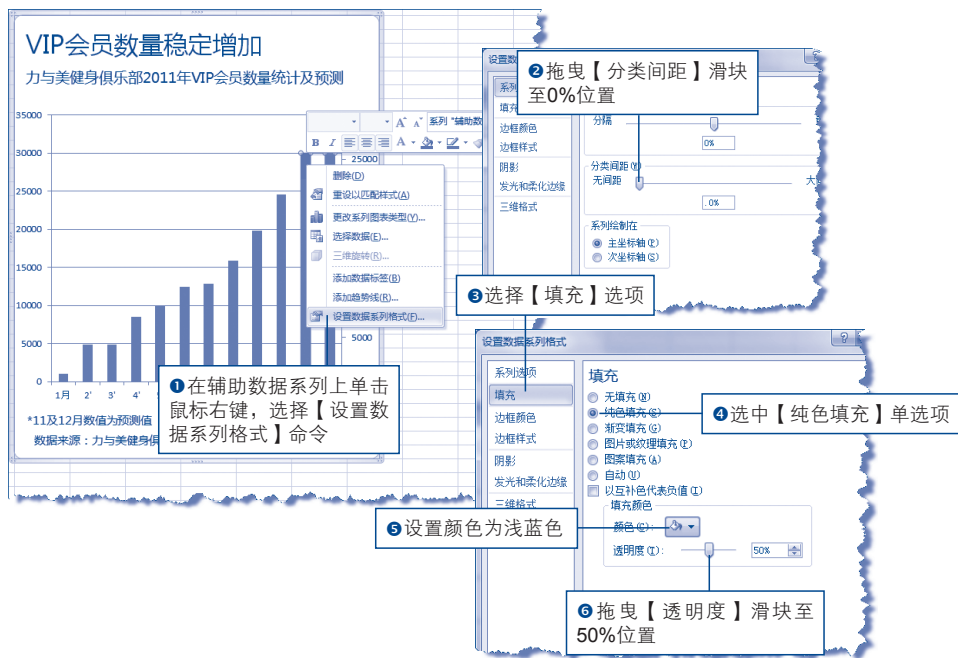 VIP会员数量稳定增加
力与美健身俱乐部2011年VIP会员数量统计及预测
35000
30000
25000
20000
15000
10000
5000
0
25000
5000
1月 2' 3' 4'
*11及12月数值为预测值
数据来源：力与美健身俱
系列 "辅助数
B I A
删除(D)
重设以匹配样式(A)
更改系列图表类型(Y)...
选择数据(E)...
三维旋转(R)...
添加数据标签(B)
添加趋势线(R)...
设置数据系列格式(F)...
❶在辅助数据系列上单击
鼠标右键，选择【设置数
据系列格式】命令
设置数
❷拖曳【分类间距】滑块
至0%位置
系列
填充
边框颜色
边框样式
阴影
发光和柔化边缘
三维格式
分隔
0%
分类间距(W)
无间距
大
0%
系列绘制在
主坐标轴(P)
次坐标轴(S)
❸选择【填充】选项
设置数据系列格式
系列选项
填充
边框颜色
边框样式
阴影
发光和柔化边缘
三维格式
填充
无填充(N)
纯色填充(S)
渐变填充(G)
图片或纹理填充(P)
图案填充(A)
自动(U)
以互补色代表负值(I)
填充颜色
颜色(C):
透明度(T):
50%
❹选中【纯色填充】单选项
❺设置颜色为浅蓝色
❻拖曳【透明度】滑块至
50%位置